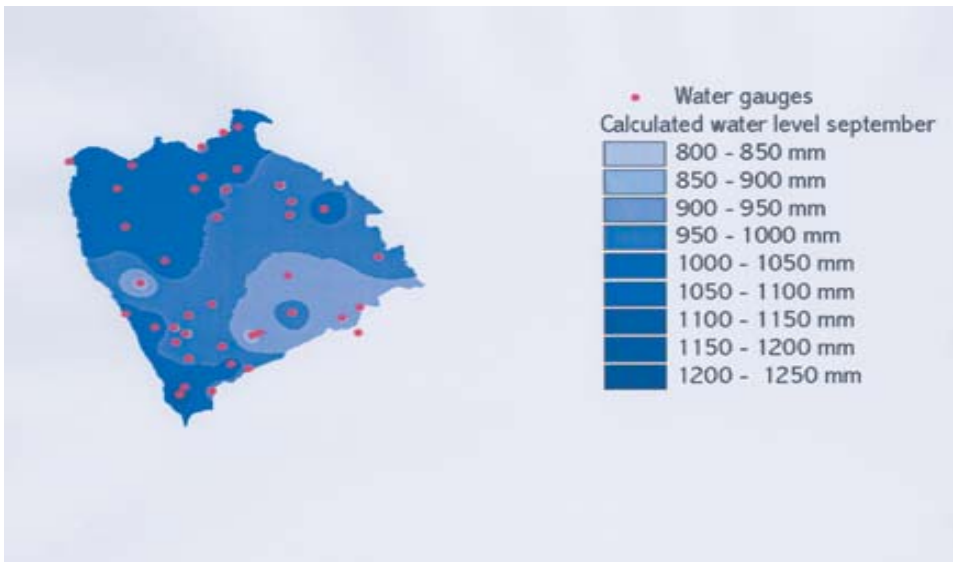 Water gauges
Calculated water level september
800 - 850 mm
850 - 900 mm
900 - 950 mm
950 - 1000 mm
1000 - 1050 mm
1050 - 1100 mm
1100 - 1150 mm
1150 - 1200 mm
1200 - 1250 mm